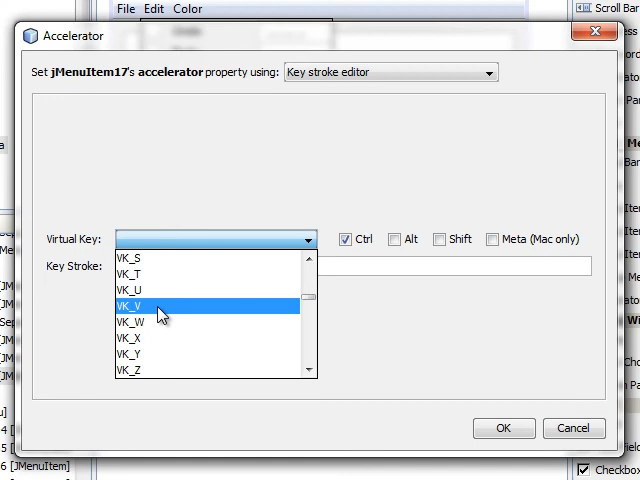 File Edit Color
Scroll Bar
Accelerator
Set jMenuItem17's accelerator property using: Key stroke editor
Virtual Key: Ctrl Alt Shift Meta (Mac only)
Key Stroke:
VK_S
VK_T
VK_U
VK_V
VK_W
VK_X
VK_Y
VK_Z
OK Cancel
6 [JMenuItem]
Checkbox